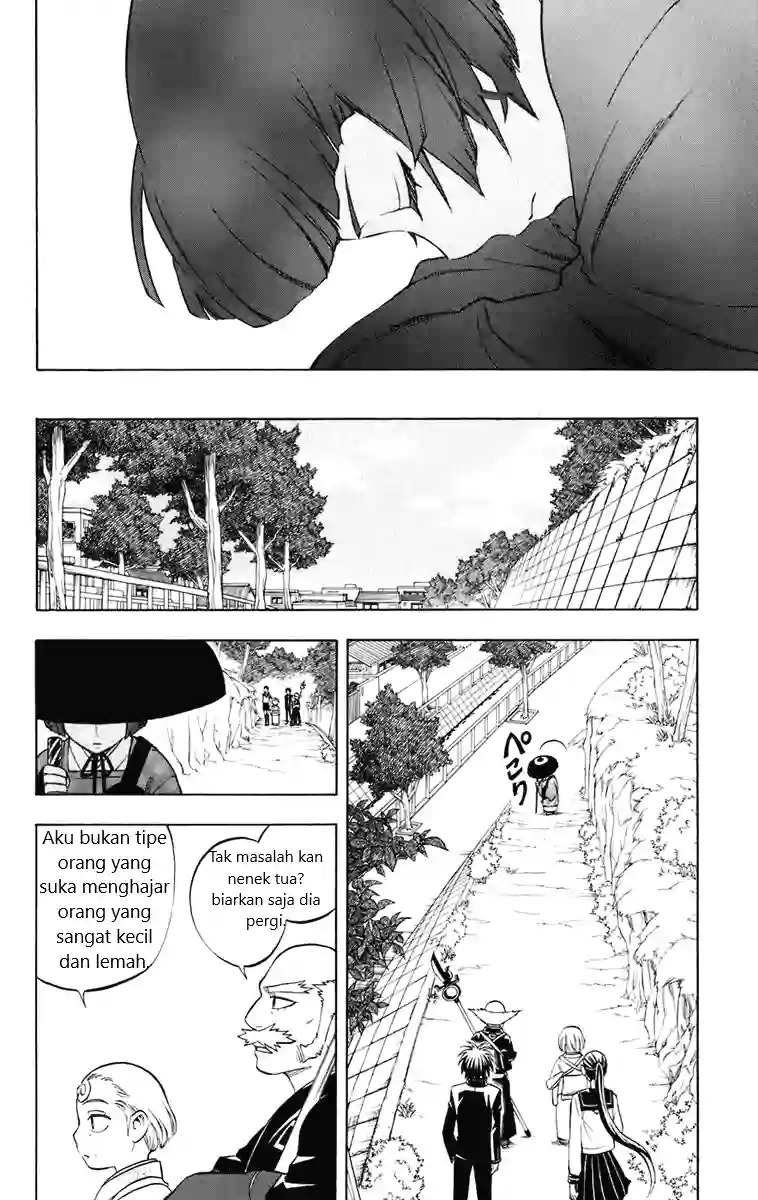 ペこり
Tak masalah kan
nenek tua?
biarkan saja dia
pergi.
Aku bukan tipe
orang yang
suka menghajar
orang yang
sangat kecil
dan lemah.